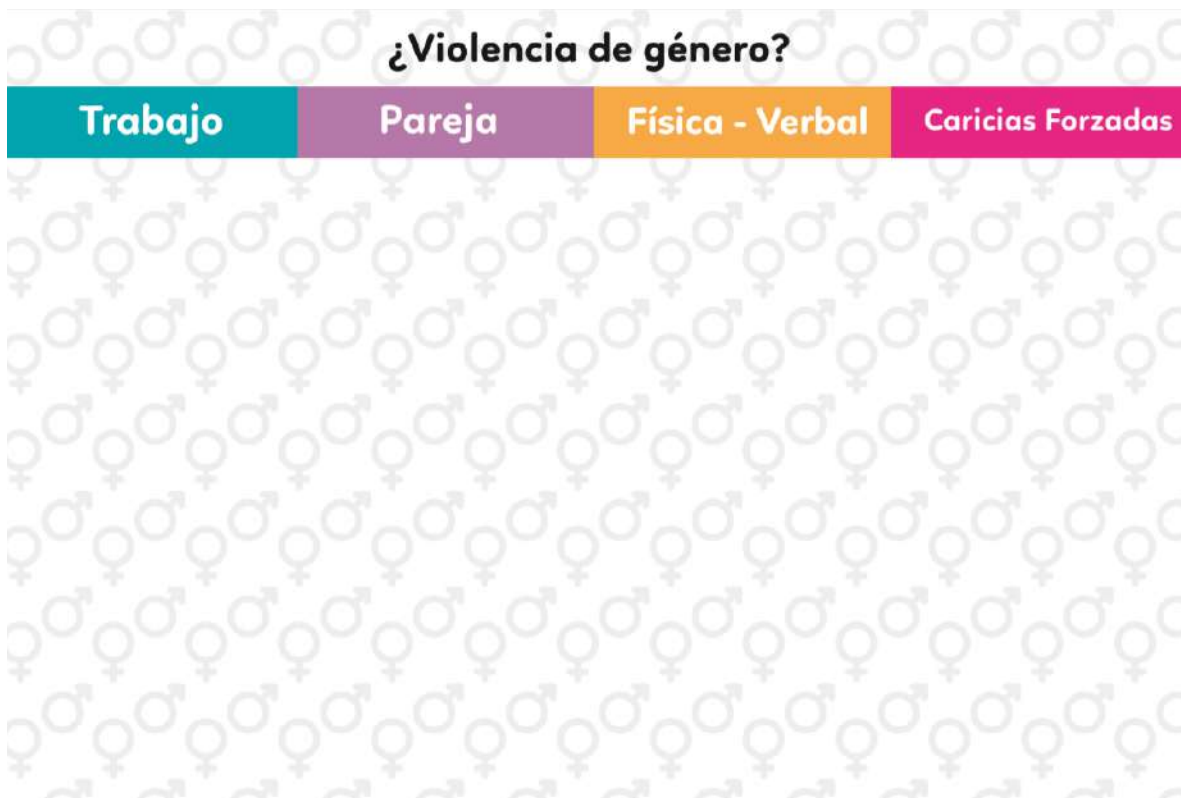 ¿Violencia de género?
Trabajo
Pareja
Física - Verbal
Caricias Forzadas